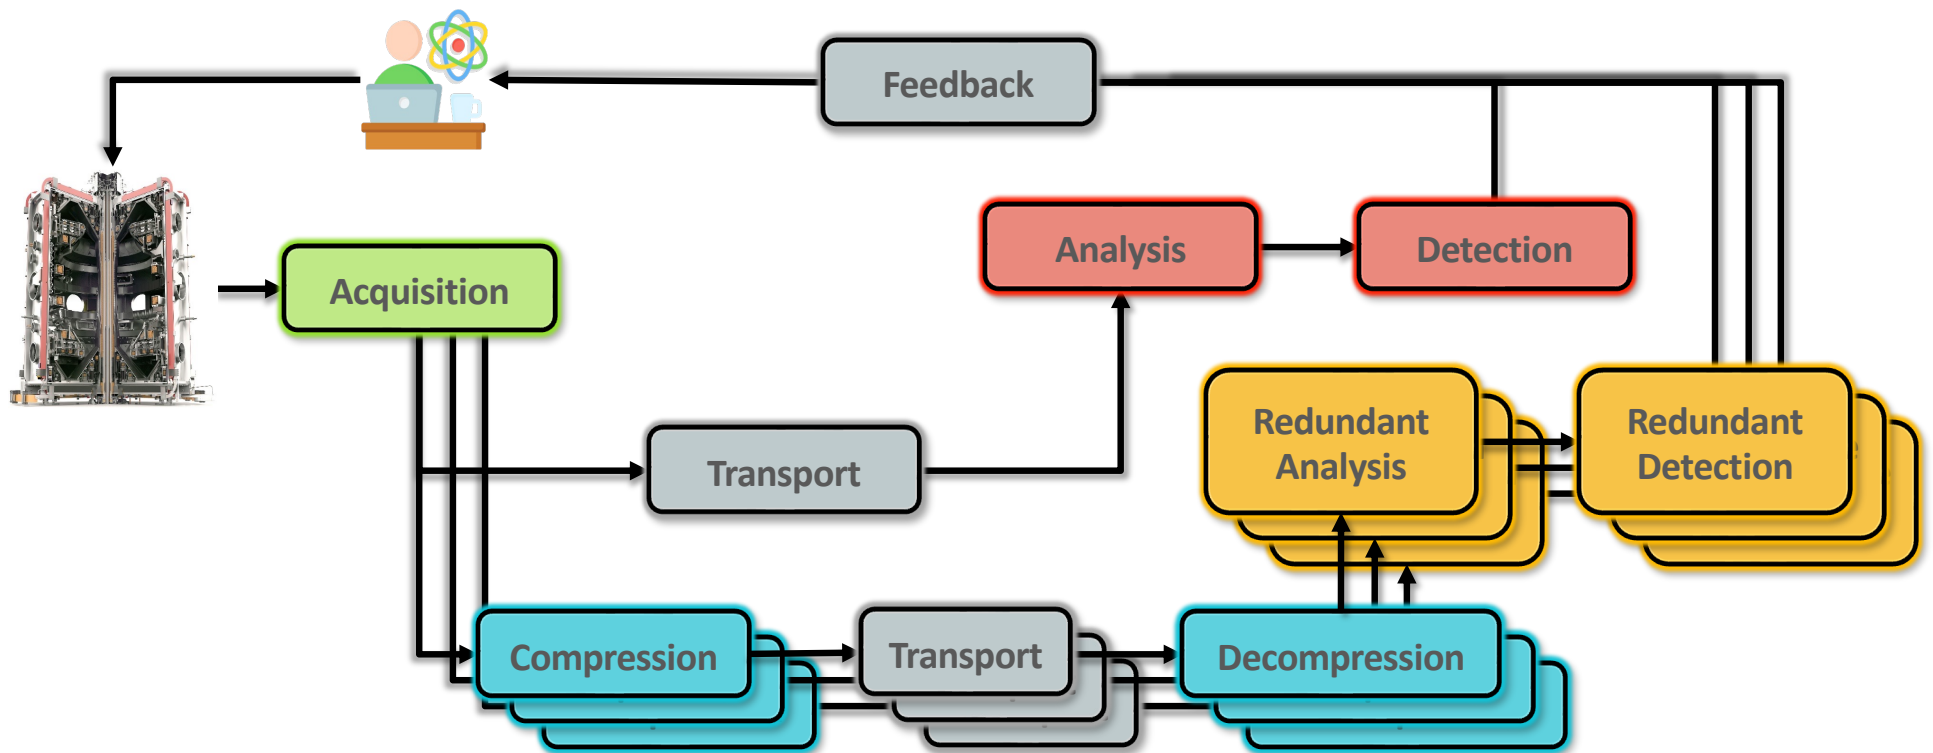 Feedback
Analysis
Detection
Acquisition
Redundant
Analysis
Redundant
Detection
Transport
Compression
Transport
Decompression